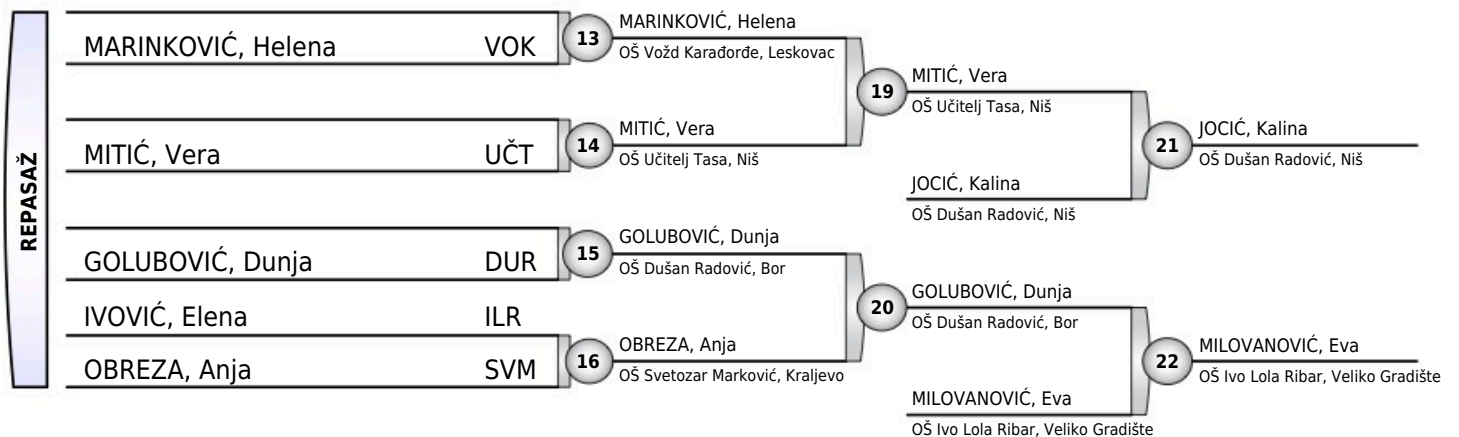 REPASAŽ
MARINKOVIĆ, Helena VOK
MITIĆ, Vera UČT
GOLUBOVIĆ, Dunja DUR
IVOVIĆ, Elena ILR
OBREZA, Anja SVM
13
MARINKOVIĆ, Helena
OŠ Vožd Karađorđe, Leskovac
14
MITIĆ, Vera
OŠ Učitelj Tasa, Niš
15
GOLUBOVIĆ, Dunja
OŠ Dušan Radović, Bor
16
OBREZA, Anja
OŠ Svetozar Marković, Kraljevo
19
MITIĆ, Vera
OŠ Učitelj Tasa, Niš
JOCIĆ, Kalina
OŠ Dušan Radović, Niš
20
GOLUBOVIĆ, Dunja
OŠ Dušan Radović, Bor
MILOVANOVIĆ, Eva
OŠ Ivo Lola Ribar, Veliko Gradište
21
JOCIĆ, Kalina
OŠ Dušan Radović, Niš
22
MILOVANOVIĆ, Eva
OŠ Ivo Lola Ribar, Veliko Gradište